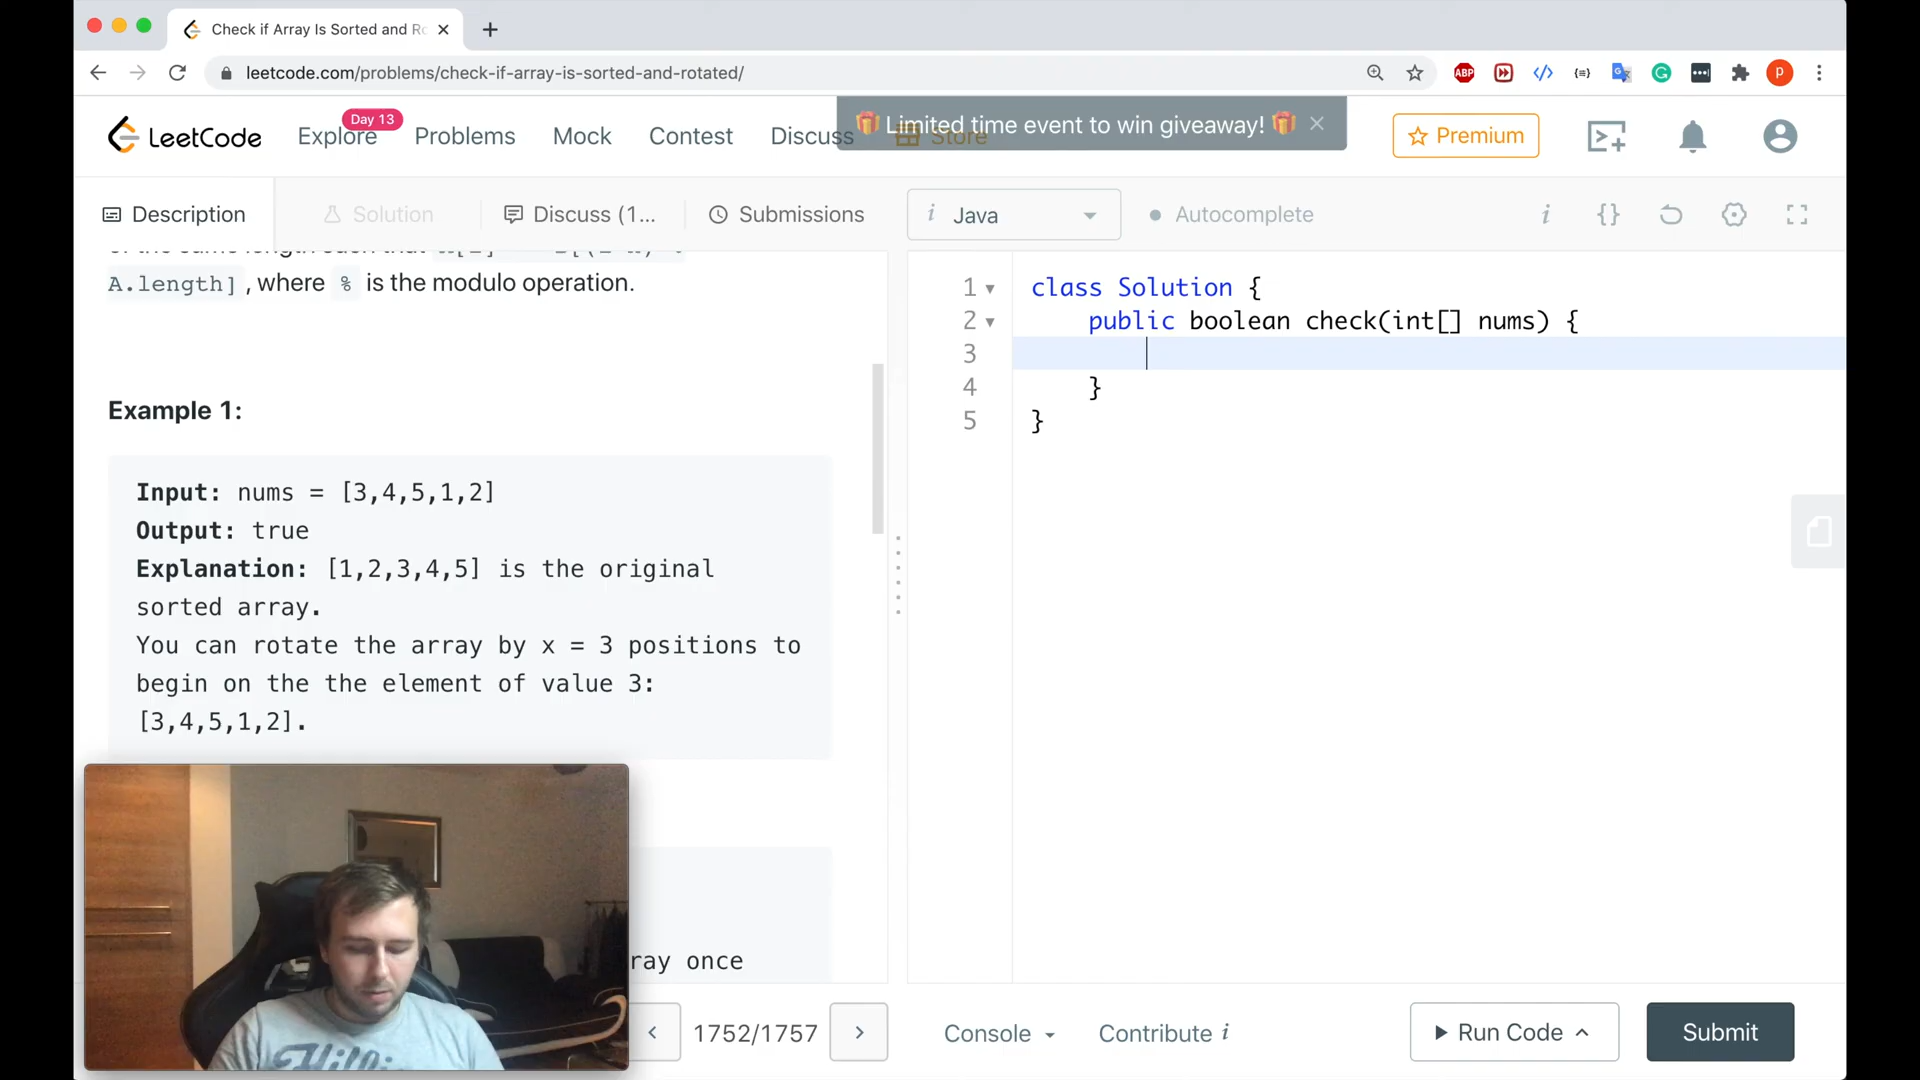 Check if Array Is Sorted and Ro
leetcode.com/problems/check-if-array-is-sorted-and-rotated/
ABP
P
LeetCode
Explore
Day 13
Problems
Mock
Contest
Discuss
Store
🎁 Limited time event to win giveaway! 🎁
Premium
Description
Solution
Discuss (1...
Submissions
i Java
Autocomplete
i
{}
A.length] , where % is the modulo operation.
Example 1:
Input: nums = [3,4,5,1,2]
Output: true
Explanation: [1,2,3,4,5] is the original
sorted array.
You can rotate the array by x = 3 positions to
begin on the the element of value 3:
[3,4,5,1,2].
ray once
1 class Solution {
2 public boolean check(int[] nums) {
3
4 }
5 }
1752/1757
Console
Contribute i
Run Code
Submit